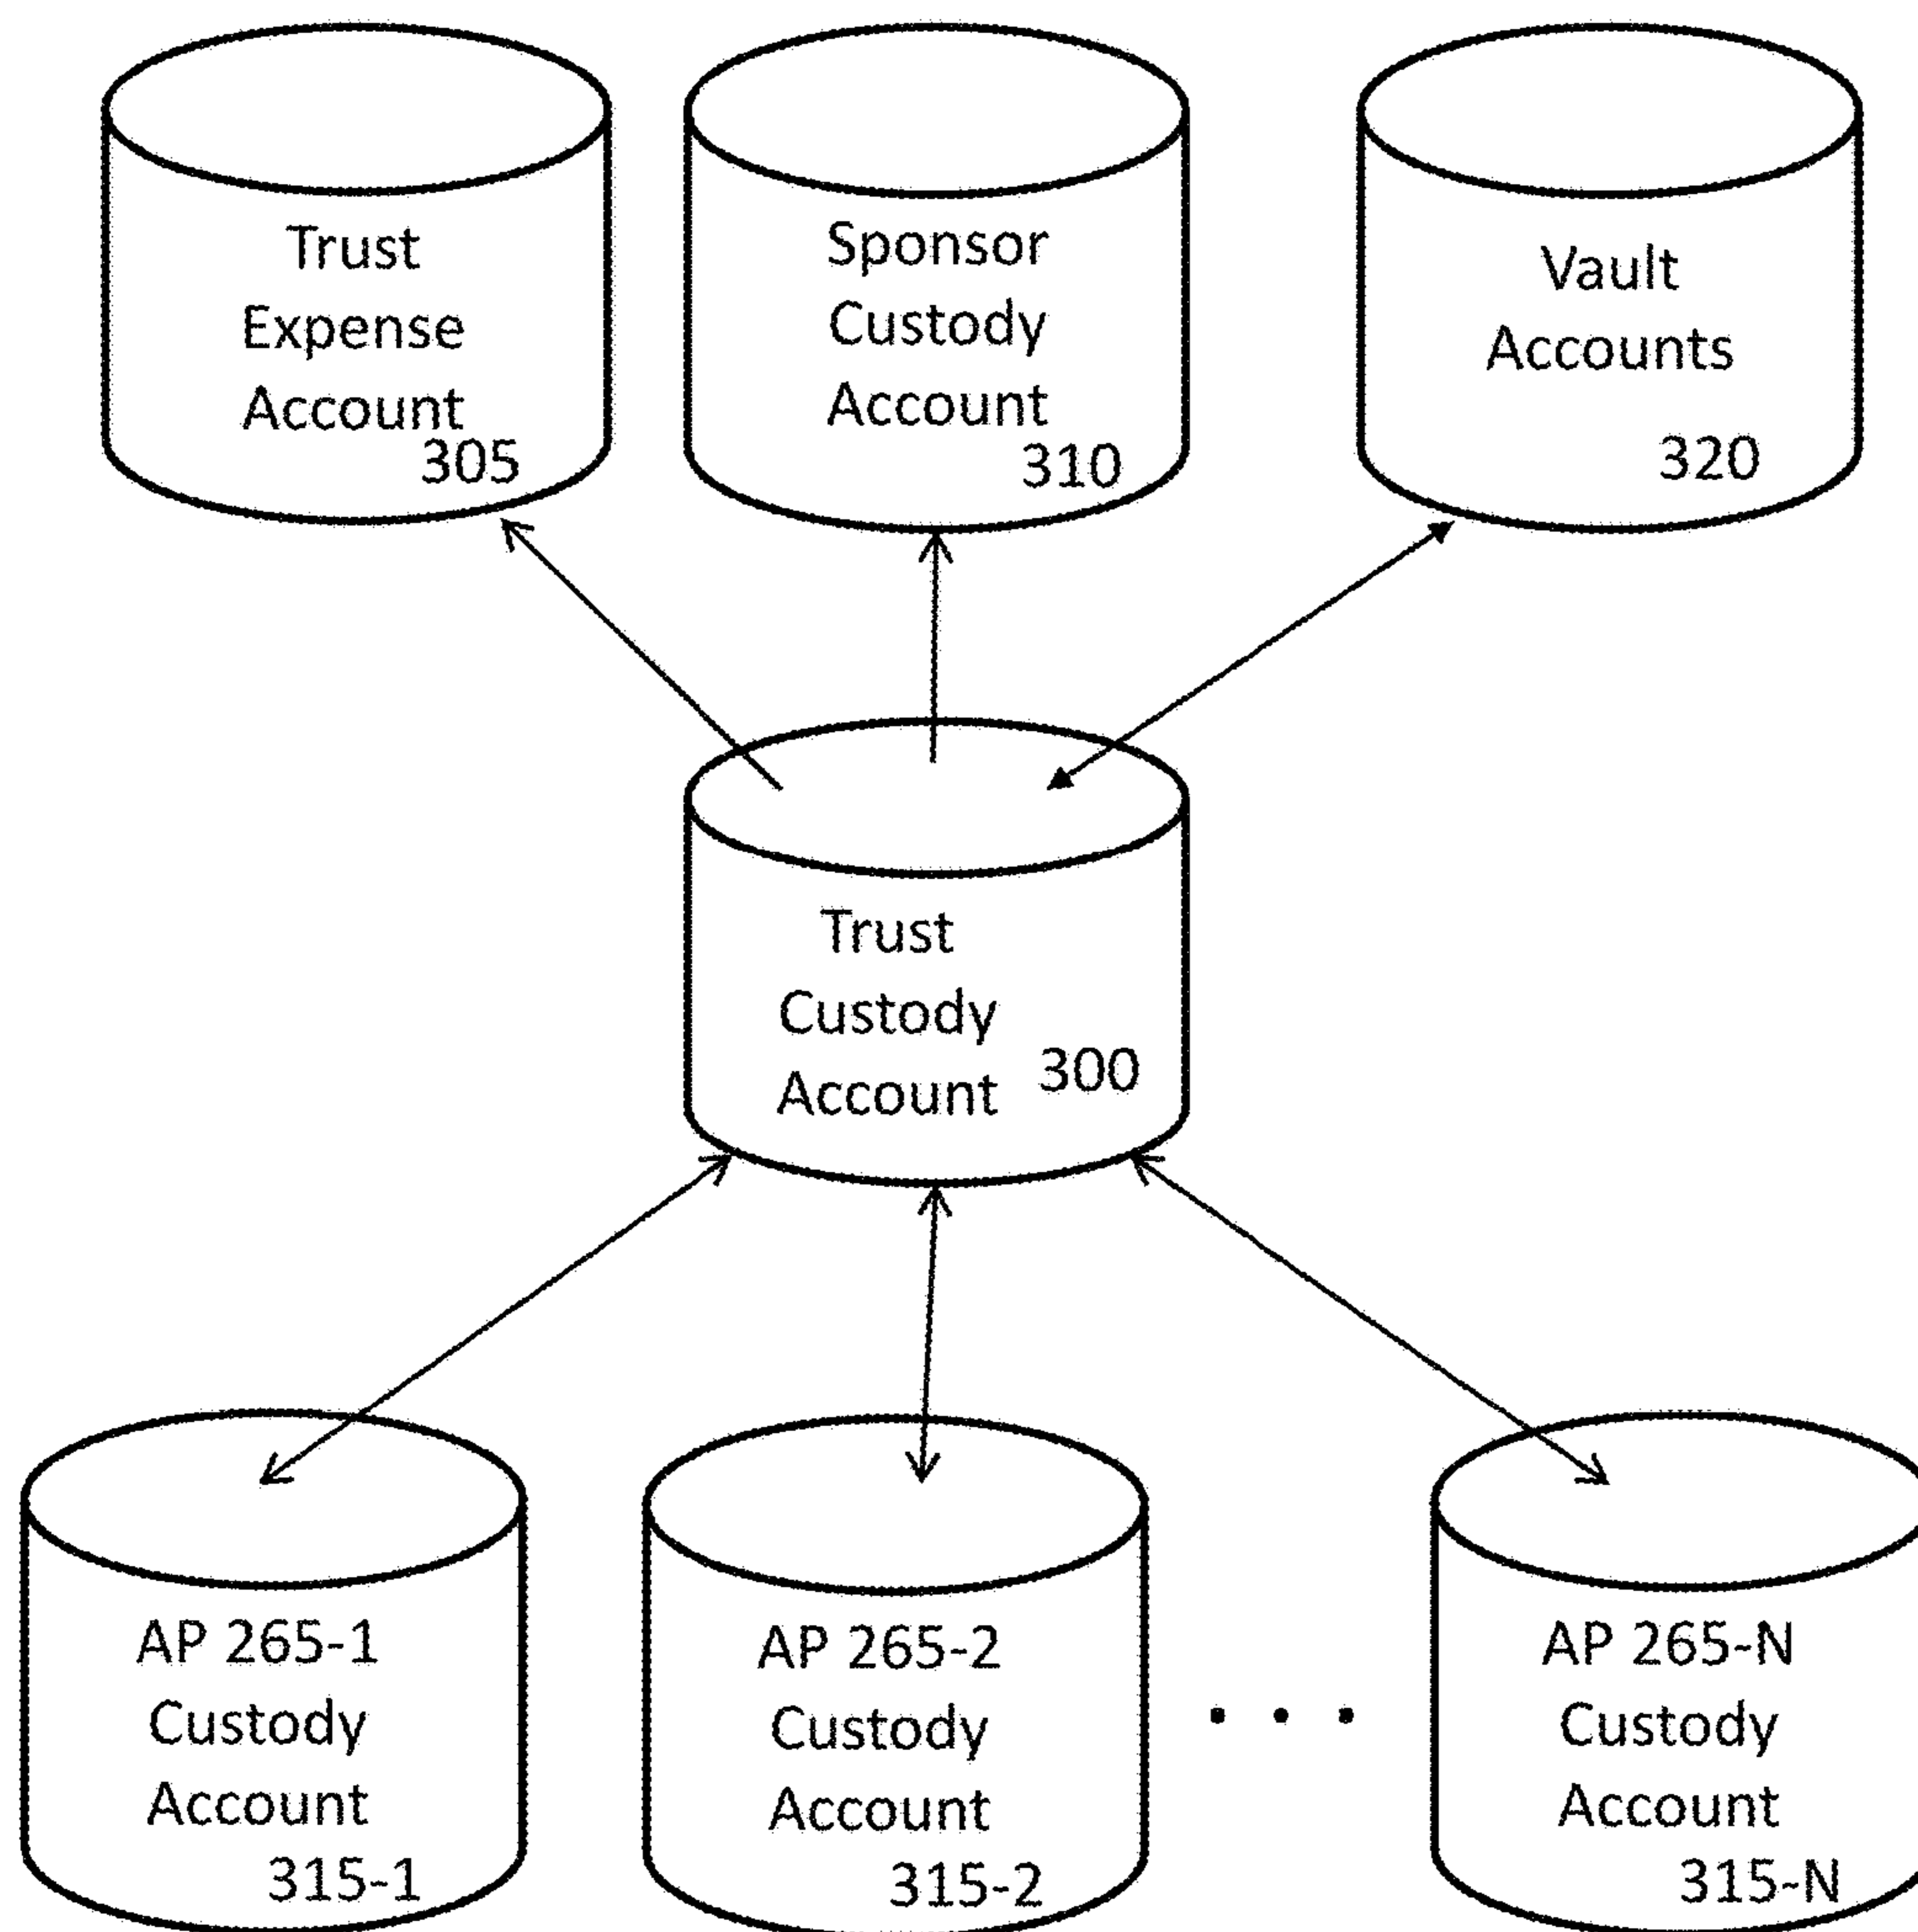 Trust
Expense
Account
305
Sponsor
Custody
Account
310
Vault
Accounts
320
Trust
Custody
Account
300
AP 265-1
Custody
Account
315-1
AP 265-2
Custody
Account
315-2
. . .
AP 265-N
Custody
Account
315-N